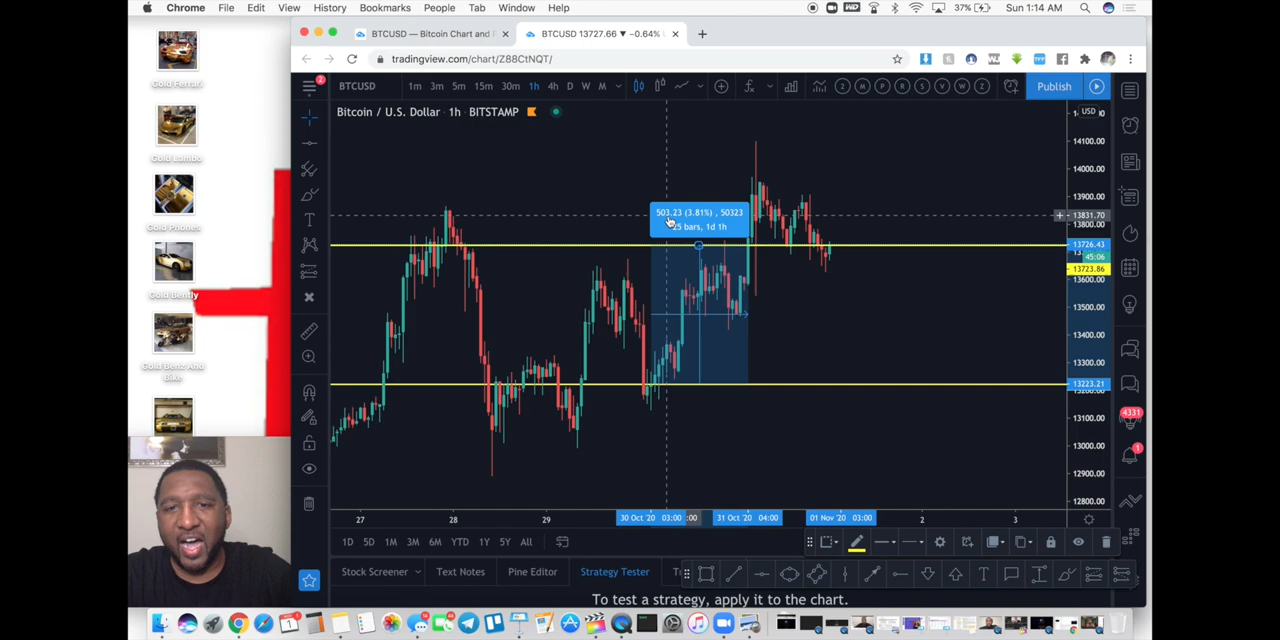 Chrome File Edit View History Bookmarks People Tab Window Help 37% Sun 1:14 AM
BTCUSD — Bitcoin Chart and P BTCUSD 13727.66 ▼ −0.64%
tradingview.com/chart/Z88CtNQT/
2 BTCUSD 1m 3m 5m 15m 30m 1h 4h D W M Publish
Bitcoin / U.S. Dollar · 1h · BITSTAMP
USD
14100.00
13900.00
13831.70
13800.00
13726.43
45:06
13723.86
13600.00
13500.00
13400.00
13300.00
13223.21
13100.00
13000.00
12900.00
12800.00
503.23 (3.81%) , 50323
25 bars, 1d 1h
27 28 29 30 Oct '20 03:00 :00 31 Oct '20 04:00 01 Nov '20 03:00 2 3
1D 5D 1M 3M 6M YTD 1Y 5Y All
Stock Screener Text Notes Pine Editor Strategy Tester
To test a strategy, apply it to the chart.
4331
1
Gold Ferrari
Gold Lambo
Gold Phones
Gold Bently
Gold Benz And
Bike